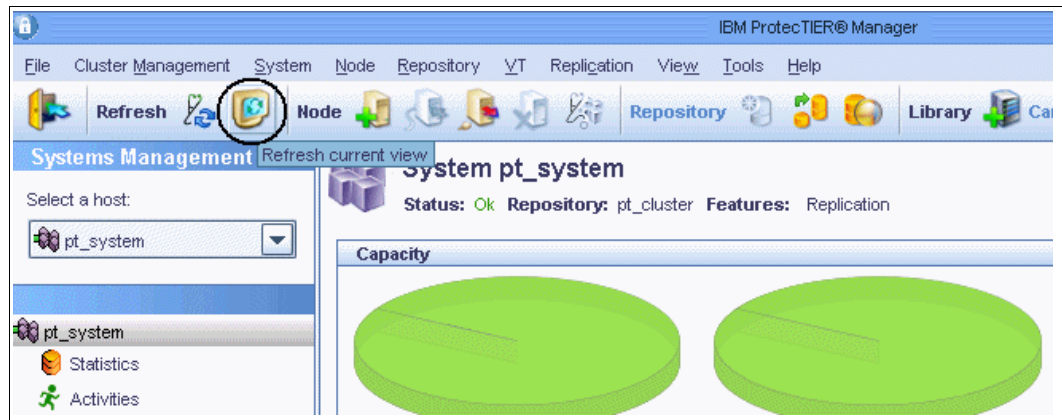 IBM ProtecTIER® Manager
File Cluster Management System Node Repository VT Replication View Tools Help
Refresh Node Repository Library Ca
Systems Management
Refresh current view
System pt_system
Select a host:
Status: Ok Repository: pt_cluster Features: Replication
pt_system
Capacity
pt_system
Statistics
Activities